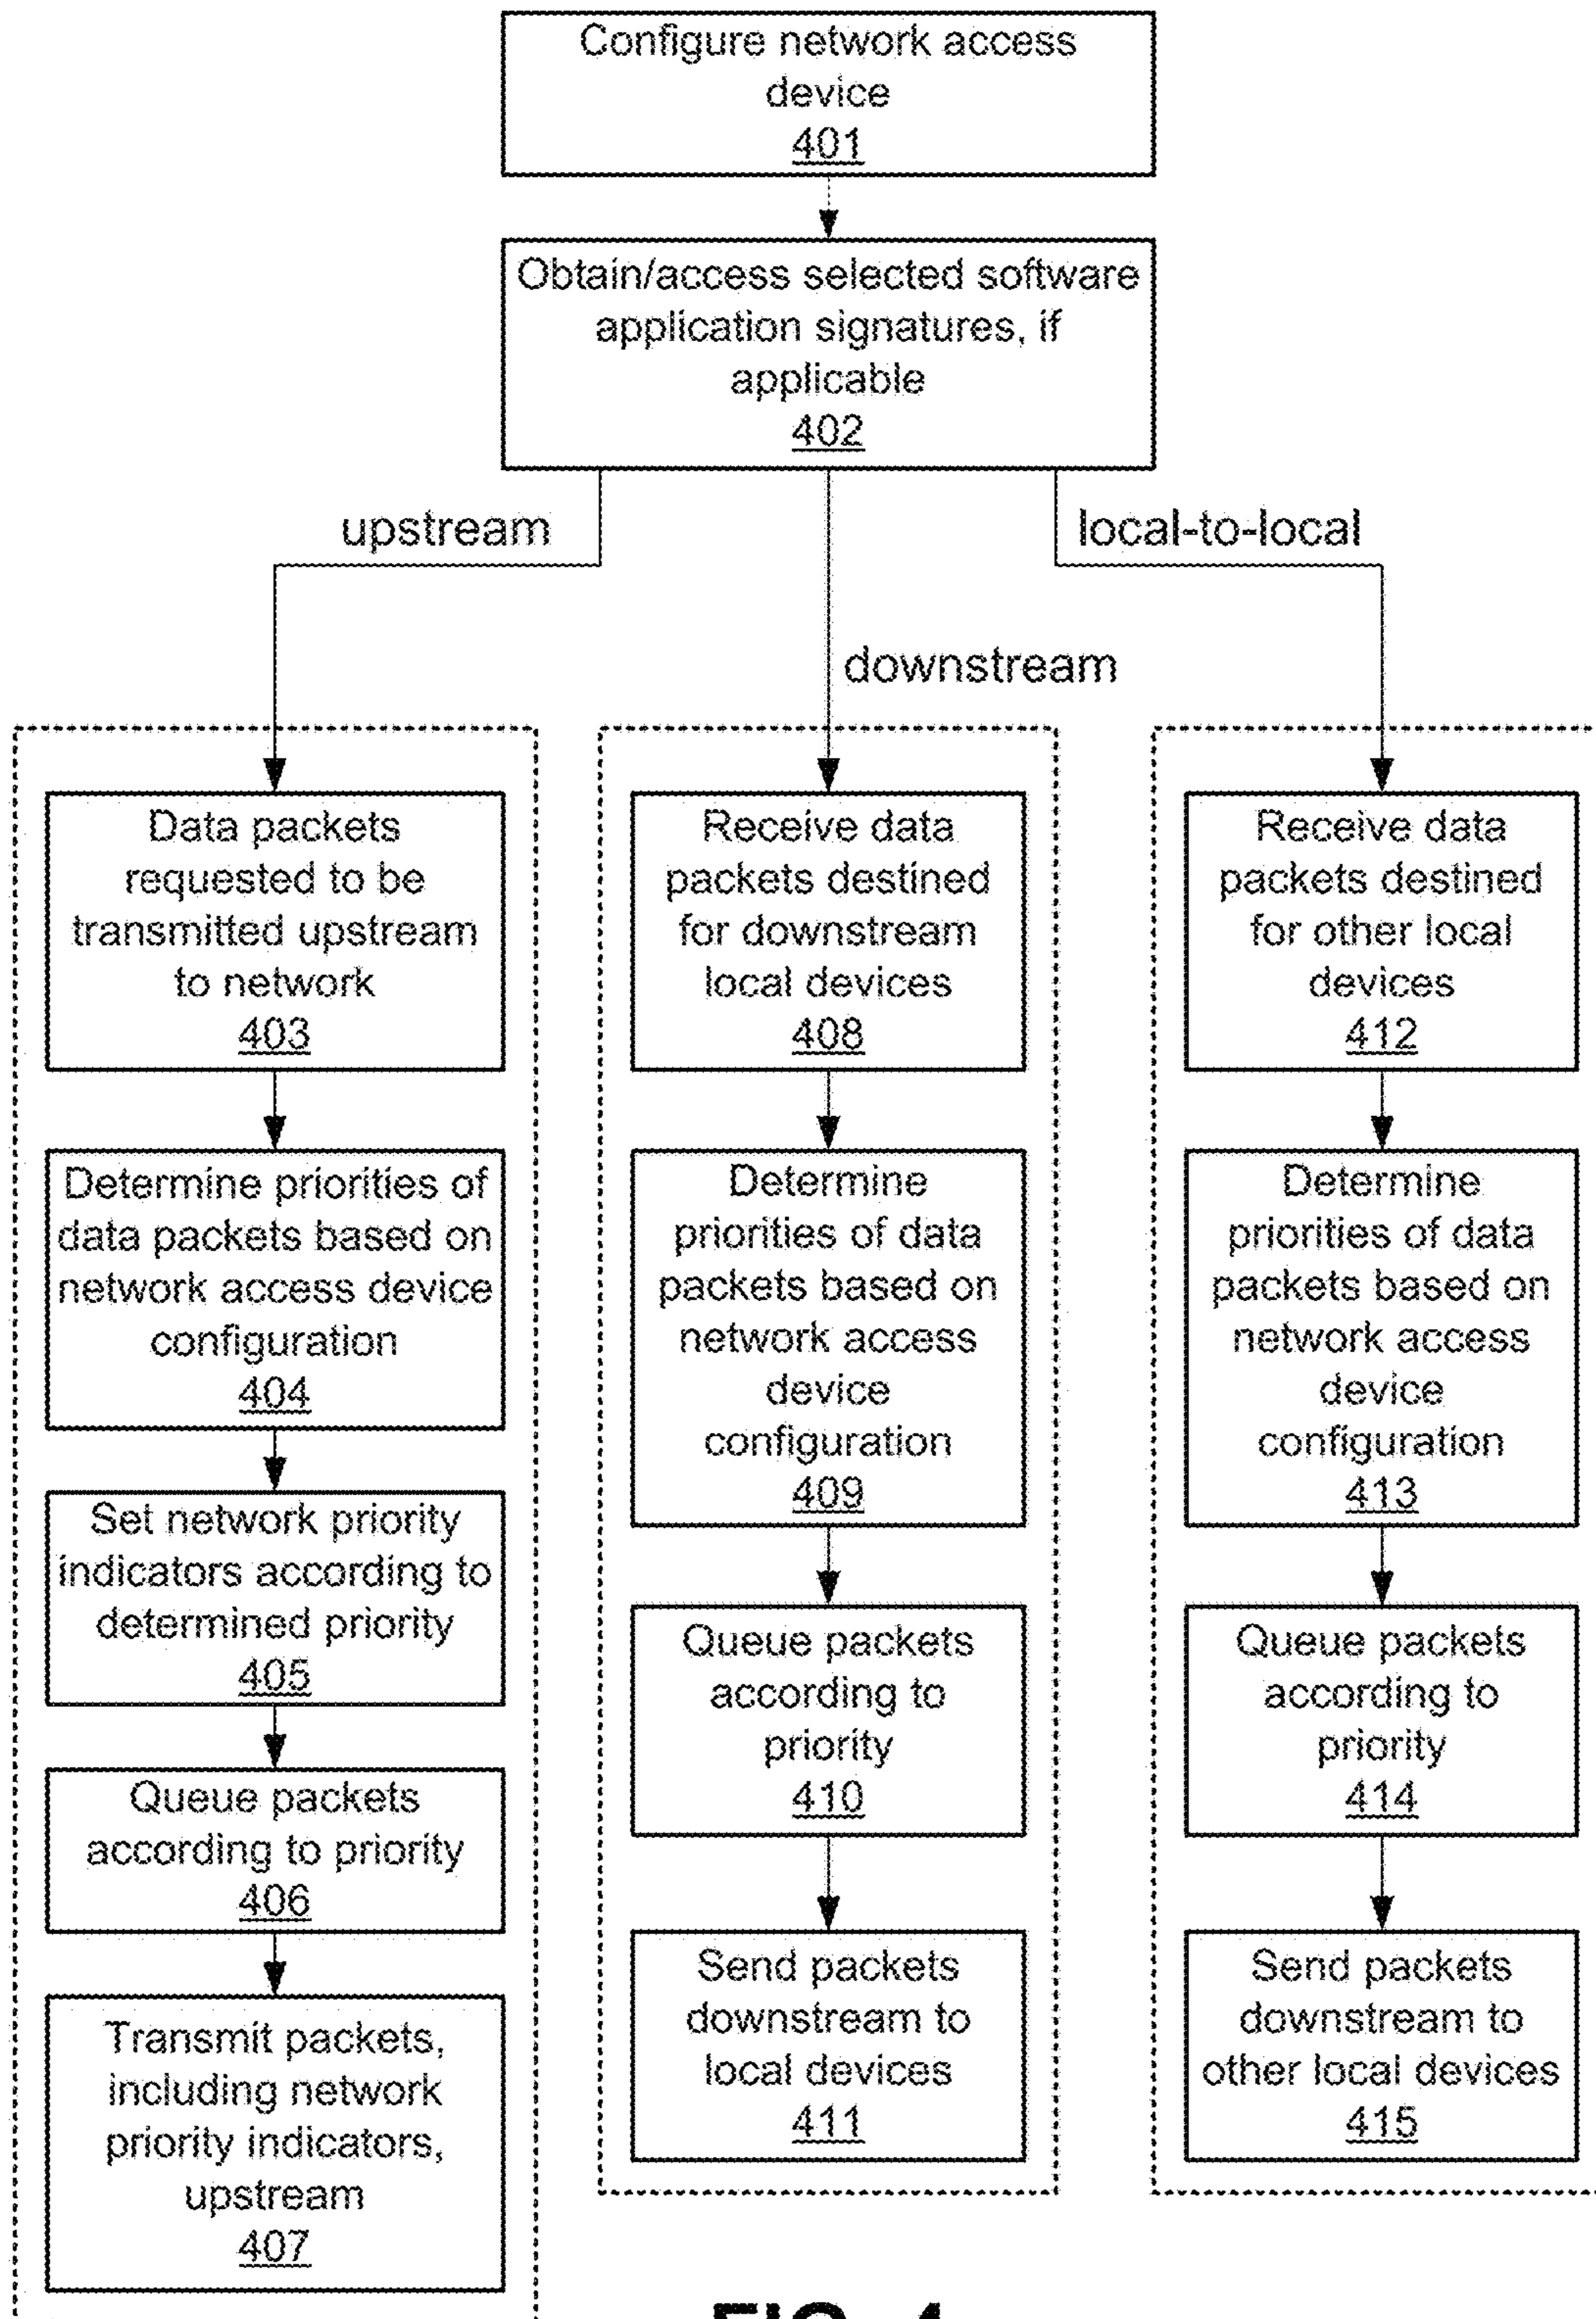 Configure network access
device
401
Obtain/access selected software
application signatures, if
applicable
402
upstream
local-to-local
downstream
Data packets
requested to be
transmitted upstream
to network
403
Determine priorities of
data packets based on
network access device
configuration
404
Set network priority
indicators according to
determined priority
405
Queue packets
according to priority
406
Transmit packets,
including network
priority indicators,
upstream
407
Receive data
packets destined
for downstream
local devices
408
Determine
priorities of data
packets based on
network access
device
configuration
409
Queue packets
according to
priority
410
Send packets
downstream to
local devices
411
Receive data
packets destined
for other local
devices
412
Determine
priorities of data
packets based on
network access
device
configuration
413
Queue packets
according to
priority
414
Send packets
downstream to
other local devices
415
FIG. 4